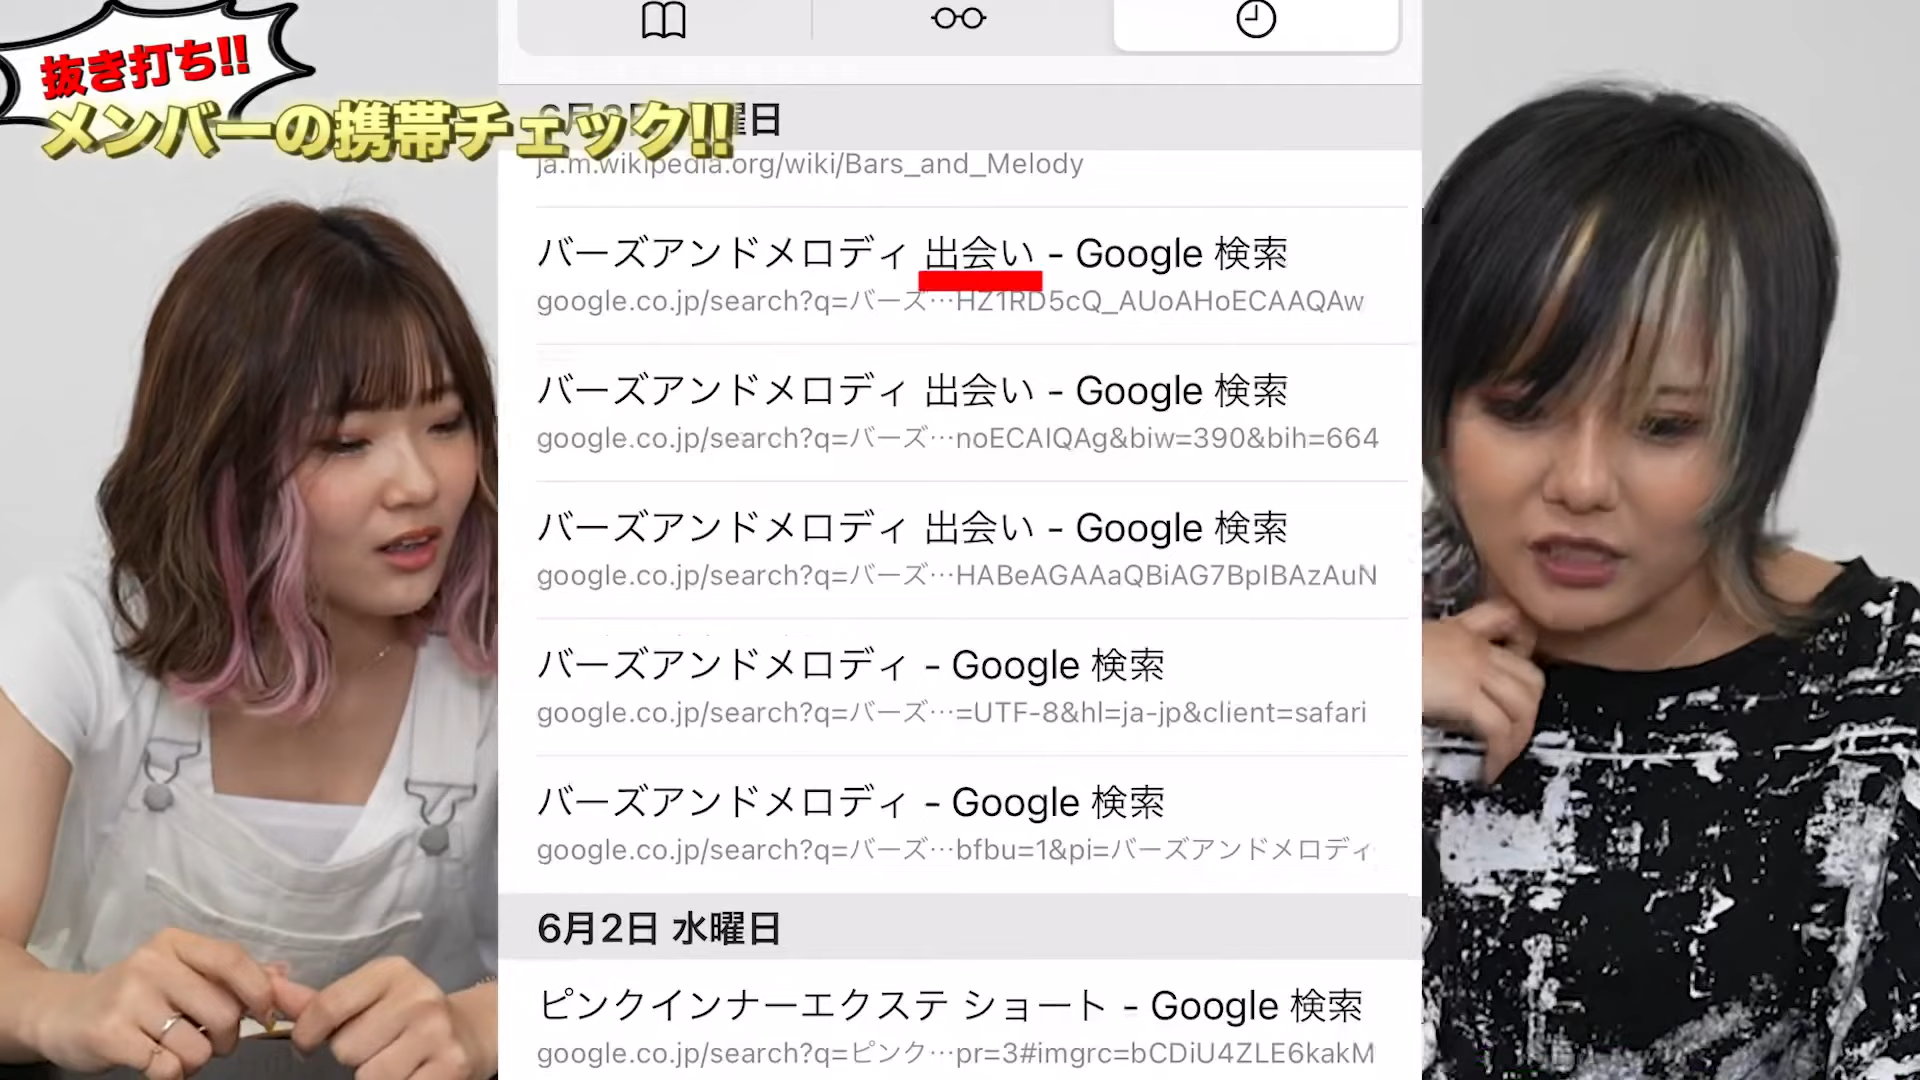 抜き打ち!!
メンバーの携帯チェック!!
曜日
ja.m.wikipedia.org/wiki/Bars_and_Melody
バーズアンドメロディ 出会い - Google 検索
google.co.jp/search?q=バーズ…HZ1RD5cQ_AUoAHoECAAQAw
バーズアンドメロディ 出会い - Google 検索
google.co.jp/search?q=バーズ…noECAIQAg&biw=390&bih=664
バーズアンドメロディ 出会い - Google 検索
google.co.jp/search?q=バーズ…HABeAGAAaQBiAG7BpIBAzAuN
バーズアンドメロディ - Google 検索
google.co.jp/search?q=バーズ…=UTF-8&hl=ja-jp&client=safari
バーズアンドメロディ - Google 検索
google.co.jp/search?q=バーズ…bfbu=1&pi=バーズアンドメロディ
6月2日 水曜日
ピンクインナーエクステ ショート - Google 検索
google.co.jp/search?q=ピンク…pr=3#imgrc=bCDiU4ZLE6kakM